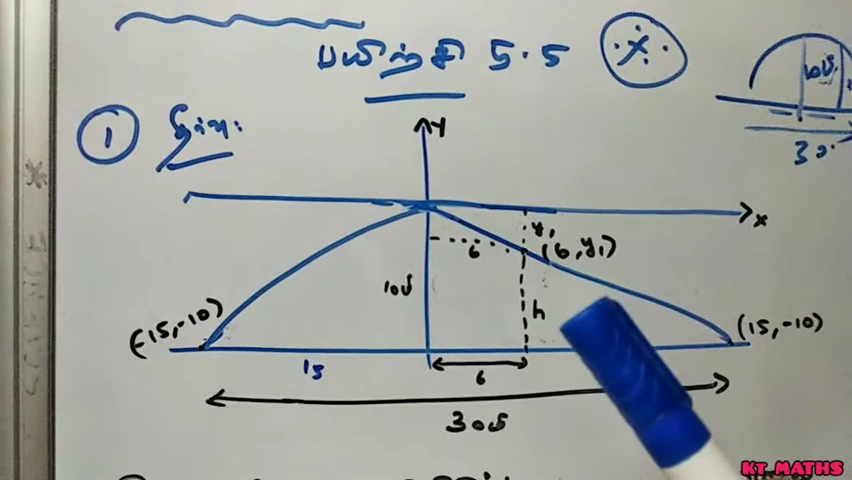 பயிற்சி 5.5
10மீ
30
1
தீர்வு:
Y
x
y₁
6
(6, y₁)
10மீ
h
(-15, -10)
(15, -10)
15
6
30மீ
KT MATHS